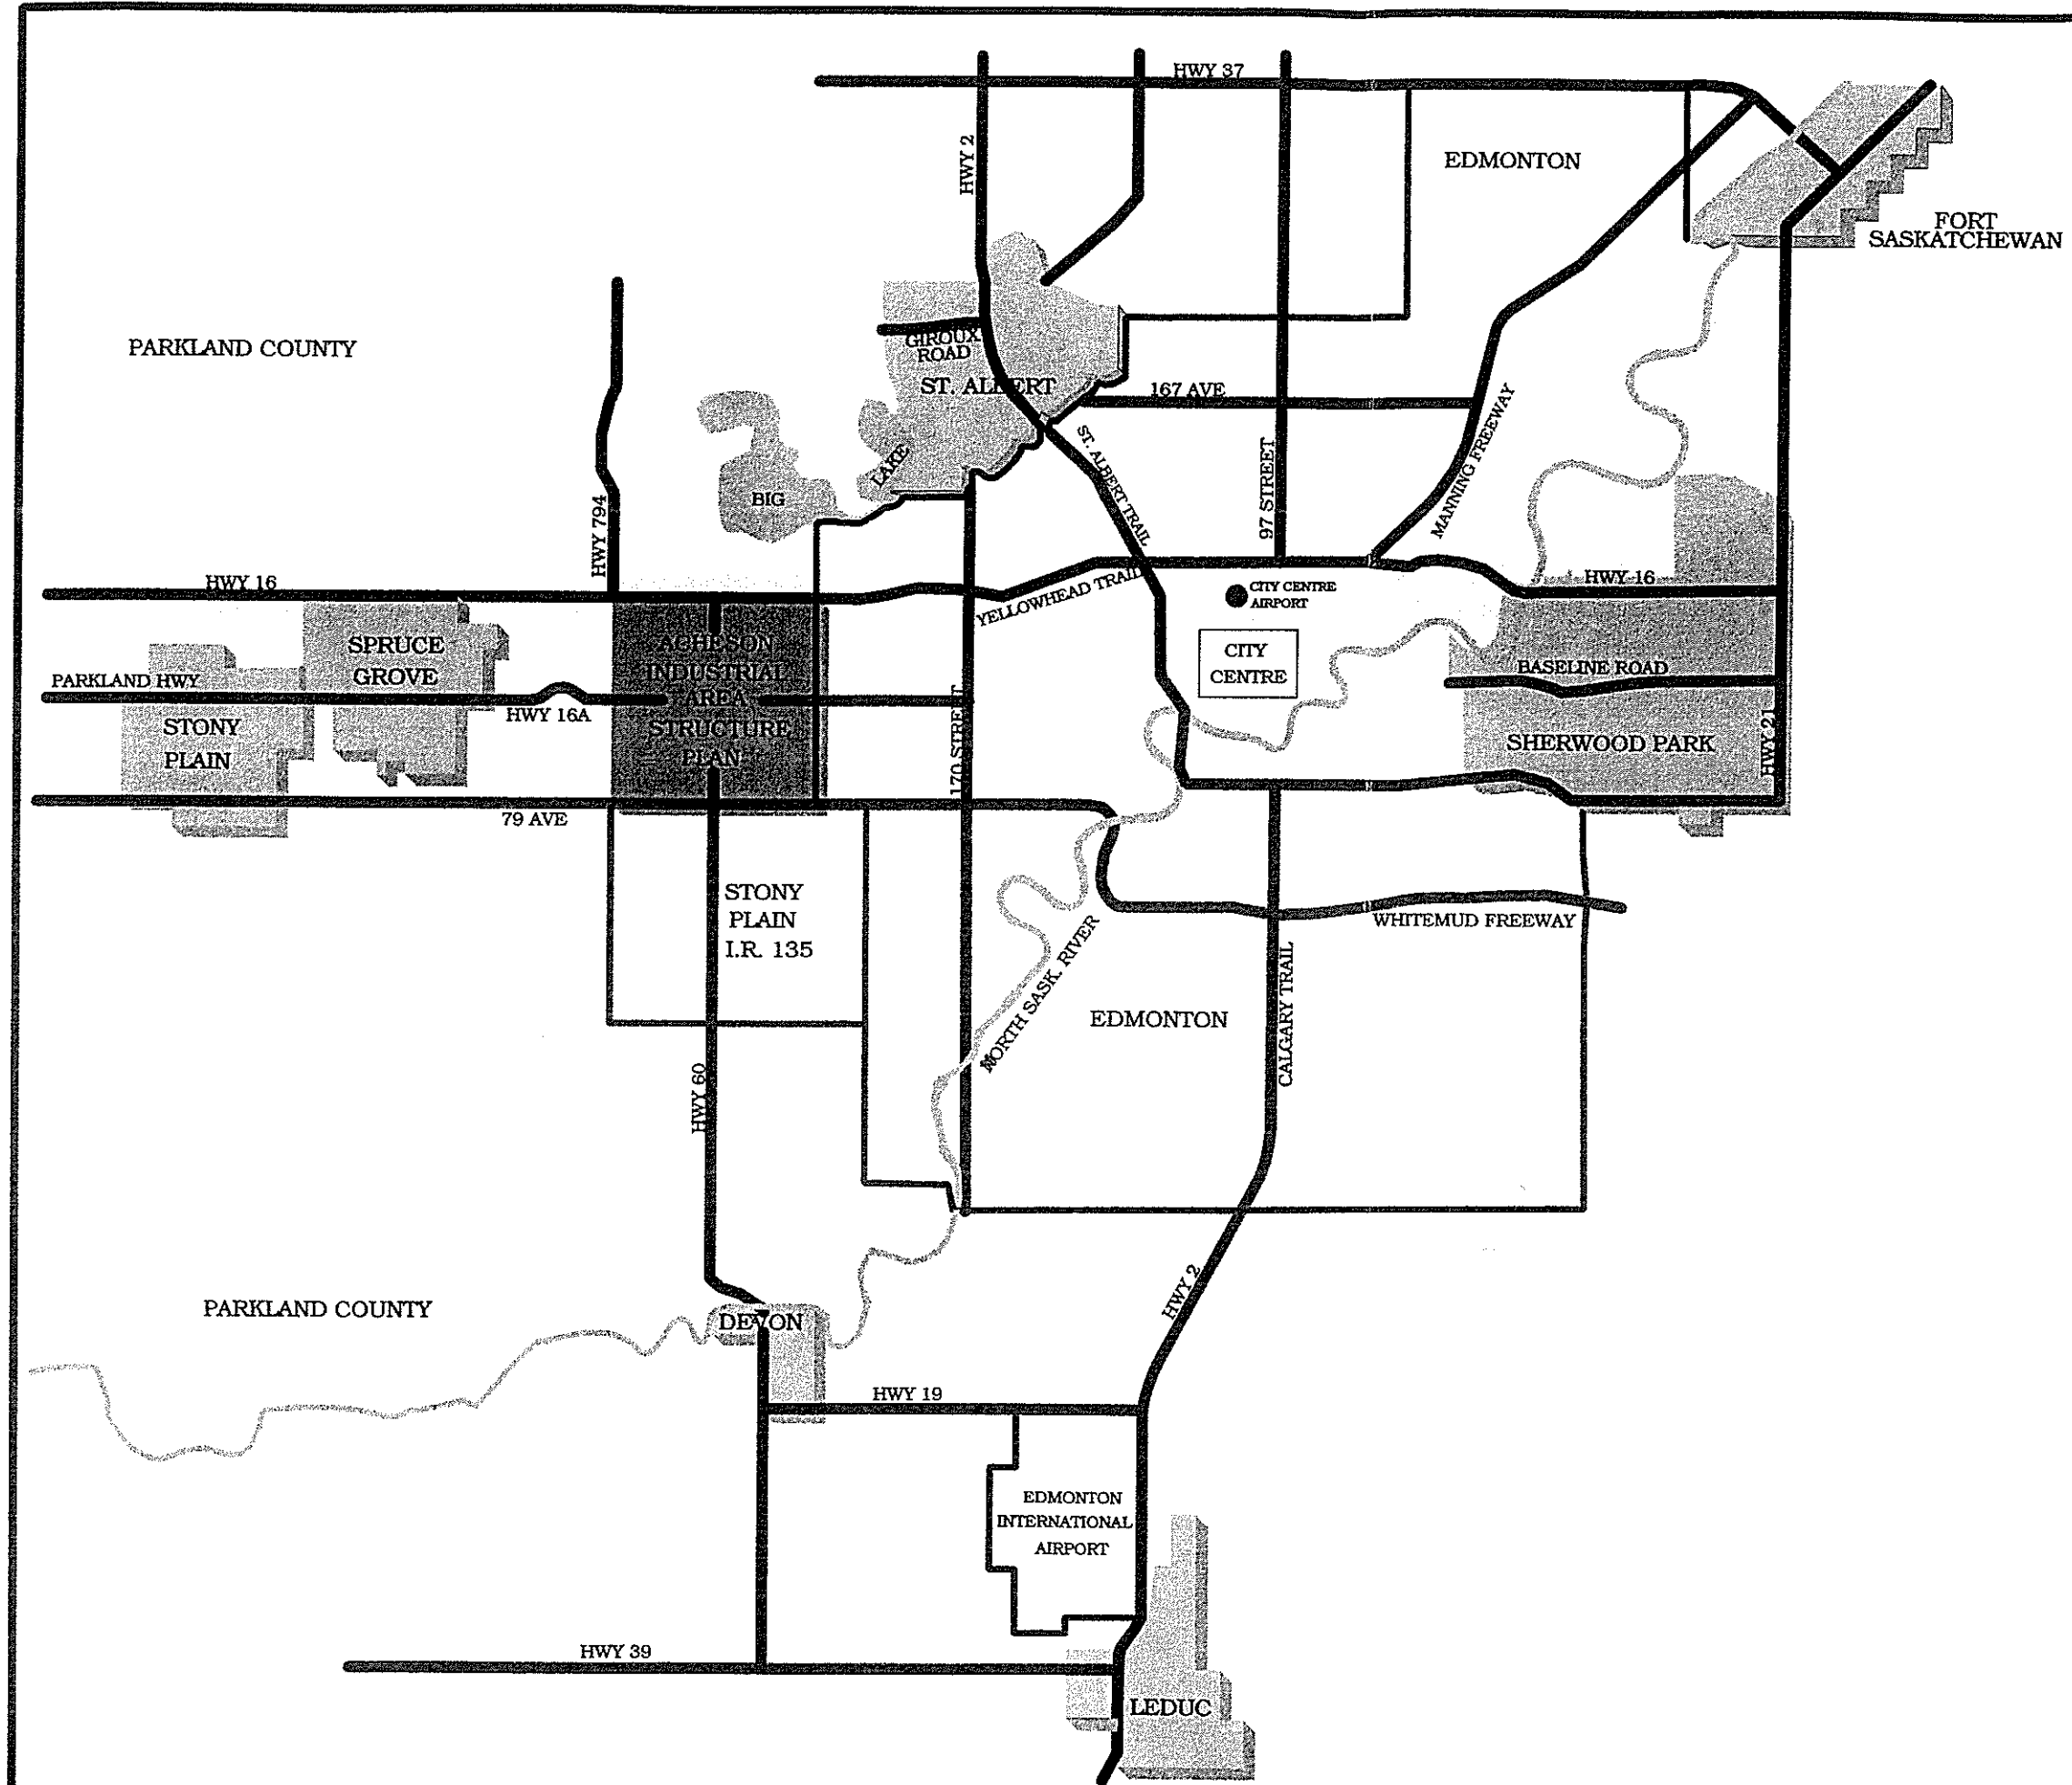 HWY 37
HWY 2
EDMONTON
FORT
SASKATCHEWAN
PARKLAND COUNTY
GIROUX
ROAD
ST. ALBERT
167 AVE
LAKE
BIG
ST. ALBERT TRAIL
97 STREET
MANNING FREEWAY
HWY 794
HWY 16
YELLOWHEAD TRAIL
CITY CENTRE
AIRPORT
HWY 16
SPRUCE
GROVE
ACHESON
INDUSTRIAL
AREA
STRUCTURE
PLAN
CITY
CENTRE
BASELINE ROAD
PARKLAND HWY
HWY 16A
STONY
PLAIN
170 STREET
SHERWOOD PARK
HWY 21
79 AVE
STONY
PLAIN
I.R. 135
WHITEMUD FREEWAY
NORTH SASK. RIVER
EDMONTON
CALGARY TRAIL
HWY 60
HWY 2
PARKLAND COUNTY
DEVON
HWY 19
EDMONTON
INTERNATIONAL
AIRPORT
HWY 39
LEDUC